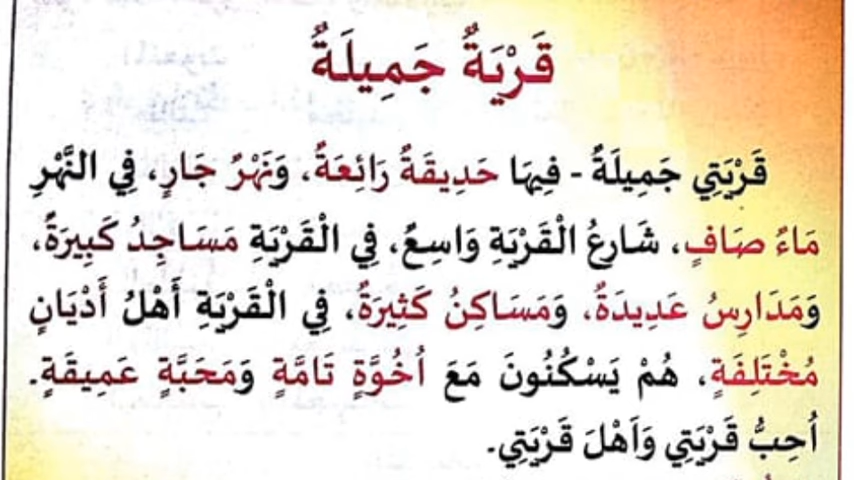 قَرْيَةٌ جَمِيلَةٌ
قَرْيَتِي جَمِيلَةٌ - فِيهَا حَدِيقَةٌ رَائِعَةٌ، وَنَهْرٌ جَارٍ، فِي النَّهْرِ
مَاءٌ صَافٍ، شَارِعُ الْقَرْيَةِ وَاسِعٌ، فِي الْقَرْيَةِ مَسَاجِدُ كَبِيرَةٌ،
وَمَدَارِسُ عَدِيدَةٌ، وَمَسَاكِنُ كَثِيرَةٌ، فِي الْقَرْيَةِ أَهْلُ أَدْيَانٍ
مُخْتَلِفَةٍ، هُمْ يَسْكُنُونَ مَعَ اُخُوَّةٍ تَامَّةٍ وَمَحَبَّةٍ عَمِيقَةٍ.
اُحِبُّ قَرْيَتِي وَاَهْلَ قَرْيَتِي.